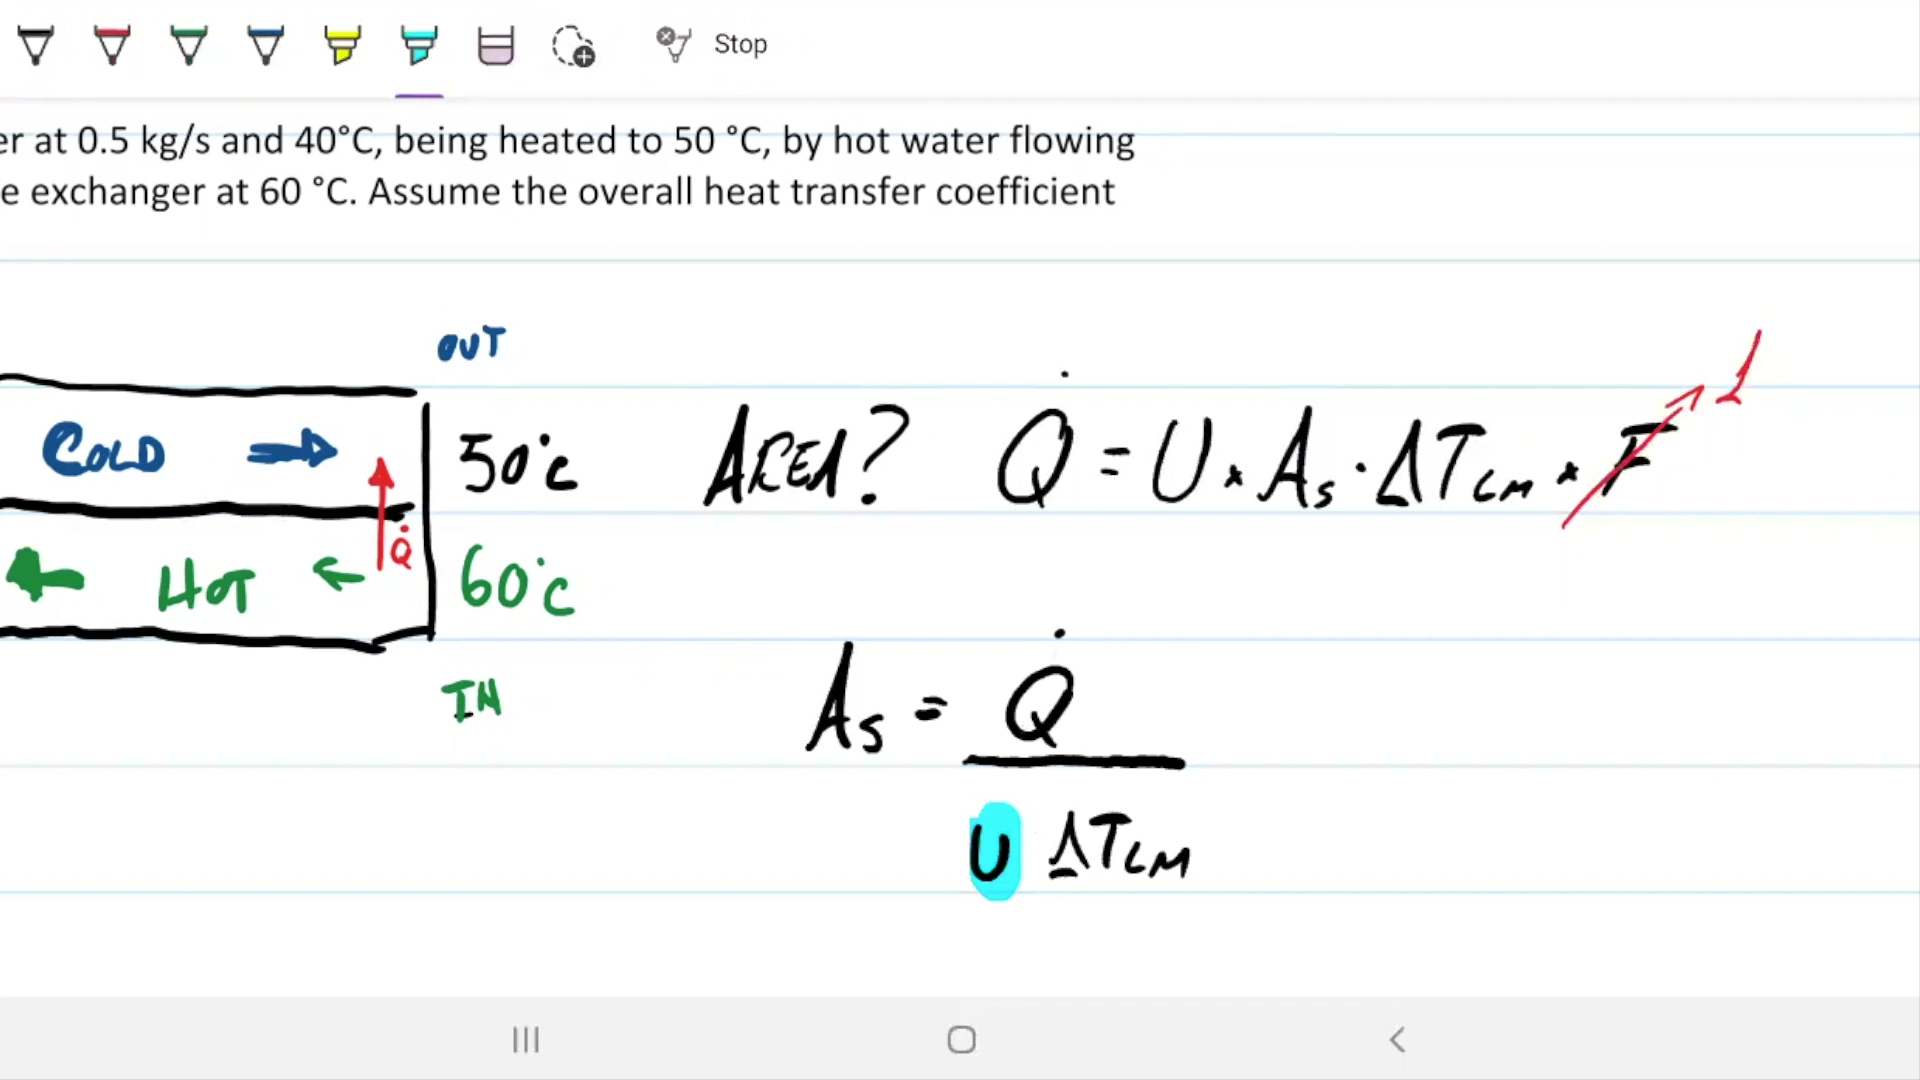 Stop
er at 0.5 kg/s and 40°C, being heated to 50 °C, by hot water flowing
e exchanger at 60 °C. Assume the overall heat transfer coefficient
OUT
COLD 50°C AREA? Q̇ = U × As · ΔTLM × F 1
Q̇
HOT 60°C
IN
As = Q̇
U ΔTLM